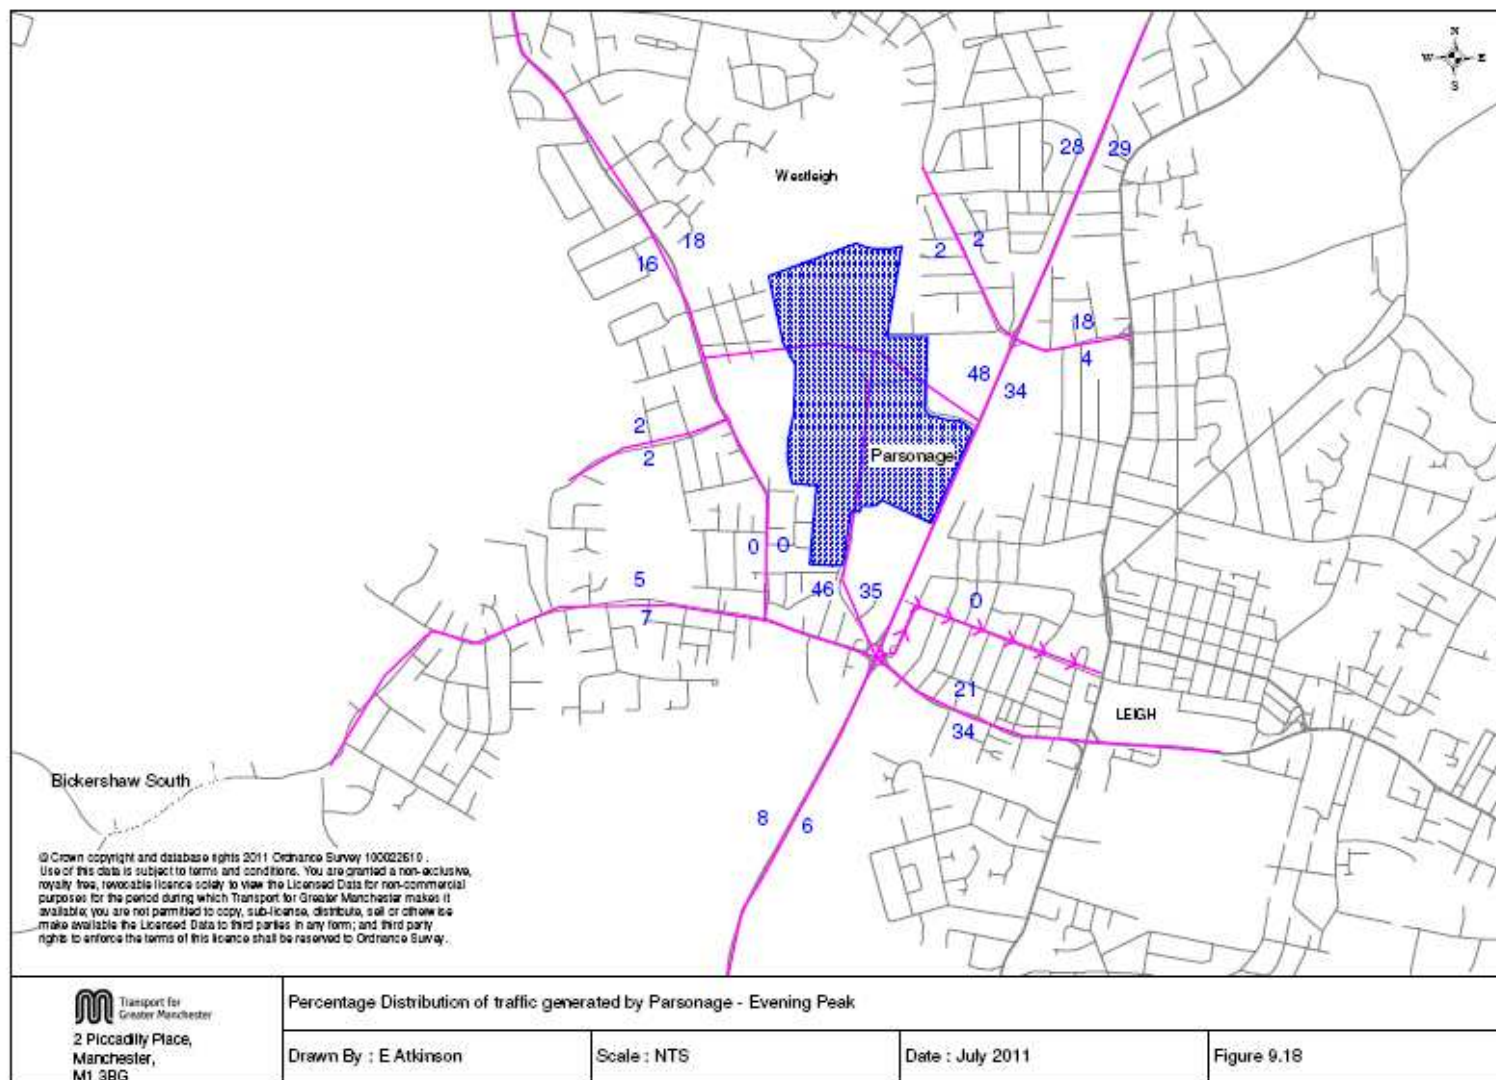 N
W E
S
28 29
Westleigh
2 2
18
16
18
4
48
34
2
2
Parsonage
0 0
5
7
46 35
0
21
34
LEIGH
Bickershaw South
8 6
© Crown copyright and database rights 2011 Ordnance Survey 100022610 .
Use of this data is subject to terms and conditions. You are granted a non-exclusive,
royalty free, revocable licence solely to view the Licensed Data for non-commercial
purposes for the period during which Transport for Greater Manchester makes it
available; you are not permitted to copy, sub-license, distribute, sell or otherwise
make available the Licensed Data to third parties in any form; and third party
rights to enforce the terms of this licence shall be reserved to Ordnance Survey.
Transport for
Greater Manchester
2 Piccadilly Place,
Manchester,
M1 3BG
Percentage Distribution of traffic generated by Parsonage - Evening Peak
Drawn By : E Atkinson
Scale : NTS
Date : July 2011
Figure 9.18